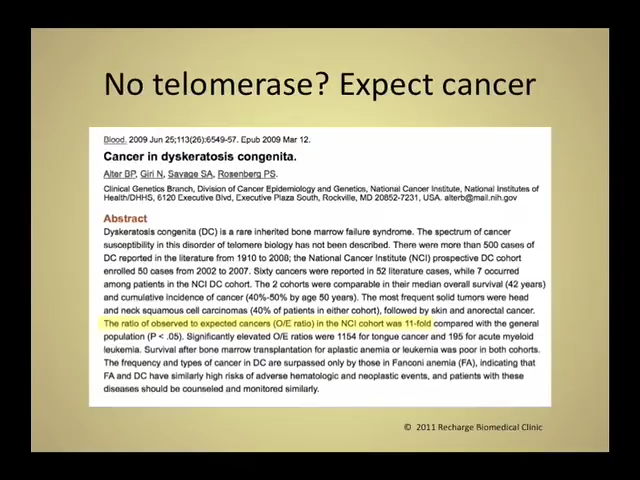 No telomerase? Expect cancer
Blood. 2009 Jun 25;113(26):6549-57. Epub 2009 Mar 12.
Cancer in dyskeratosis congenita.
Alter BP, Giri N, Savage SA, Rosenberg PS.
Clinical Genetics Branch, Division of Cancer Epidemiology and Genetics, National Cancer Institute, National Institutes of
Health/DHHS, 6120 Executive Blvd, Executive Plaza South, Rockville, MD 20852-7231, USA. alterb@mail.nih.gov
Abstract
Dyskeratosis congenita (DC) is a rare inherited bone marrow failure syndrome. The spectrum of cancer
susceptibility in this disorder of telomere biology has not been described. There were more than 500 cases of
DC reported in the literature from 1910 to 2008; the National Cancer Institute (NCI) prospective DC cohort
enrolled 50 cases from 2002 to 2007. Sixty cancers were reported in 52 literature cases, while 7 occurred
among patients in the NCI DC cohort. The 2 cohorts were comparable in their median overall survival (42 years)
and cumulative incidence of cancer (40%-50% by age 50 years). The most frequent solid tumors were head
and neck squamous cell carcinomas (40% of patients in either cohort), followed by skin and anorectal cancer.
The ratio of observed to expected cancers (O/E ratio) in the NCI cohort was 11-fold compared with the general
population (P < .05). Significantly elevated O/E ratios were 1154 for tongue cancer and 195 for acute myeloid
leukemia. Survival after bone marrow transplantation for aplastic anemia or leukemia was poor in both cohorts.
The frequency and types of cancer in DC are surpassed only by those in Fanconi anemia (FA), indicating that
FA and DC have similarly high risks of adverse hematologic and neoplastic events, and patients with these
diseases should be counseled and monitored similarly.
© 2011 Recharge Biomedical Clinic